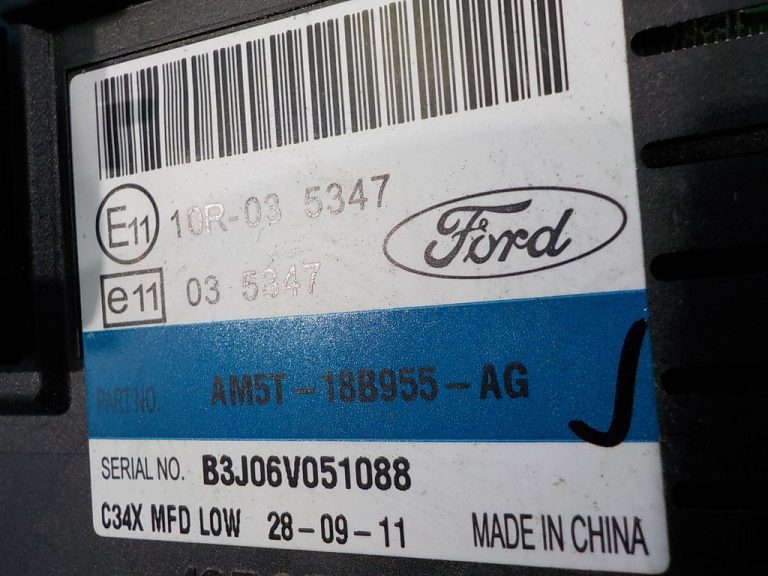 E11 10R-03 5347
Ford
e11 03 5347
PART NO. AM5T-18B955-AG
SERIAL NO. B3J06V051088
C34X MFD LOW 28-09-11 MADE IN CHINA